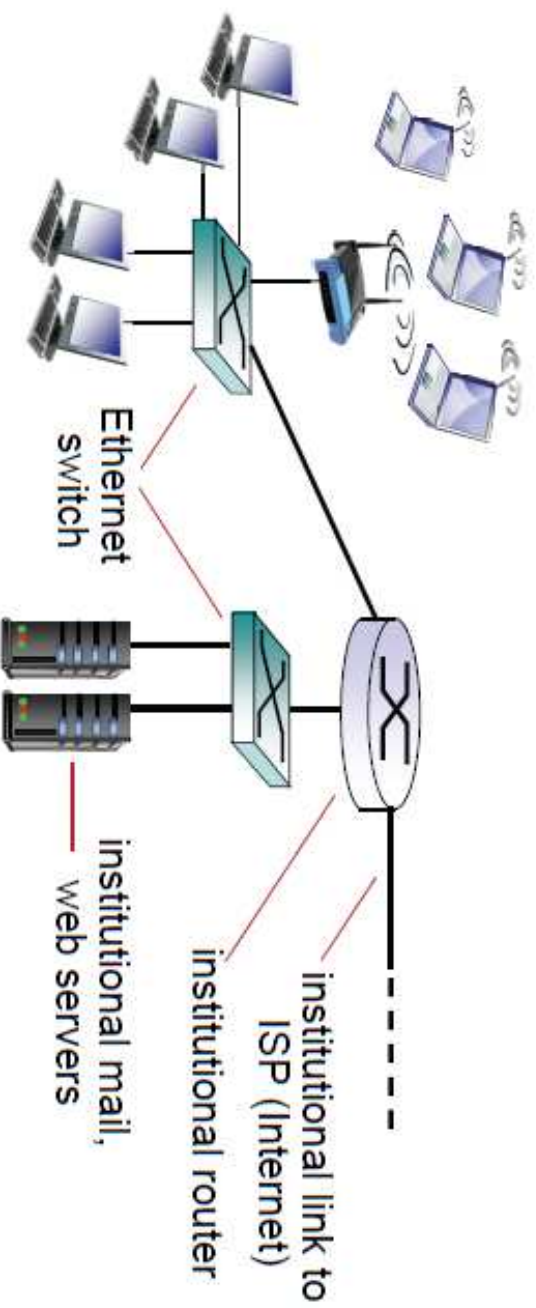 Ethernet
switch
institutional mail,
web servers
institutional router
institutional link to
ISP (Internet)